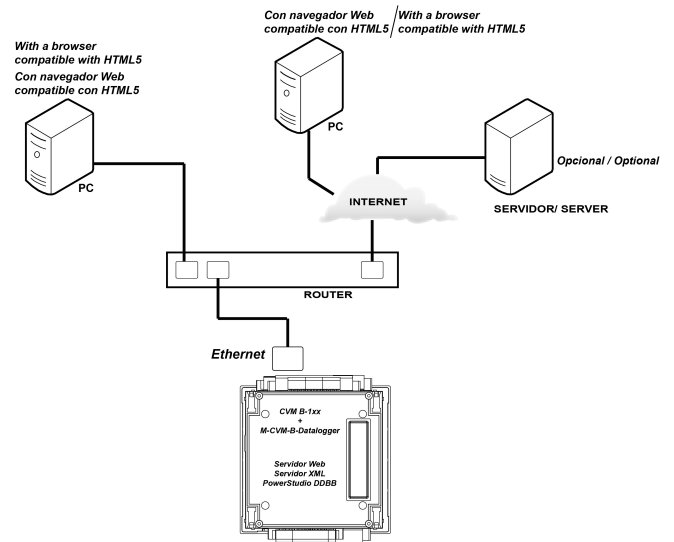 Con navegador Web
compatible con HTML5
With a browser
compatible with HTML5
With a browser
compatible with HTML5
Con navegador Web
compatible con HTML5
PC
PC
Opcional / Optional
INTERNET
SERVIDOR/ SERVER
ROUTER
Ethernet
CVM B-1xx
+
M-CVM-B-Datalogger
Servidor Web
Servidor XML
PowerStudio DDBB